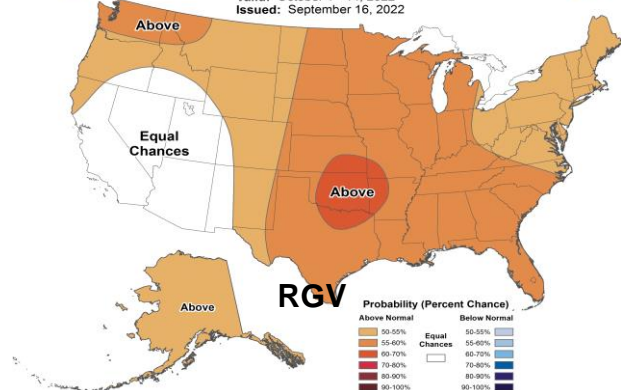 Issued: September 16, 2022
Above
Equal
Chances
Above
Above
RGV
Probability (Percent Chance)
Above Normal
Below Normal
50-55%
55-60%
60-70%
70-80%
80-90%
90-100%
Equal
Chances
50-55%
55-60%
60-70%
70-80%
80-90%
90-100%